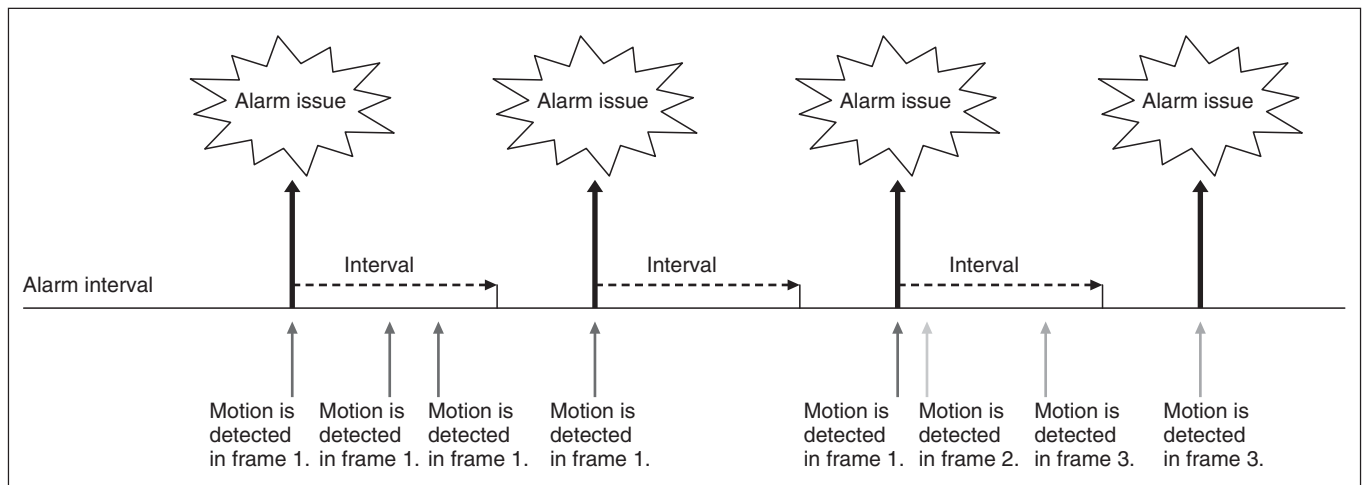 Alarm issue
Alarm issue
Alarm issue
Alarm issue
Interval
Interval
Interval
Alarm interval
Motion is
detected
in frame 1.
Motion is
detected
in frame 1.
Motion is
detected
in frame 1.
Motion is
detected
in frame 1.
Motion is
detected
in frame 1.
Motion is
detected
in frame 2.
Motion is
detected
in frame 3.
Motion is
detected
in frame 3.